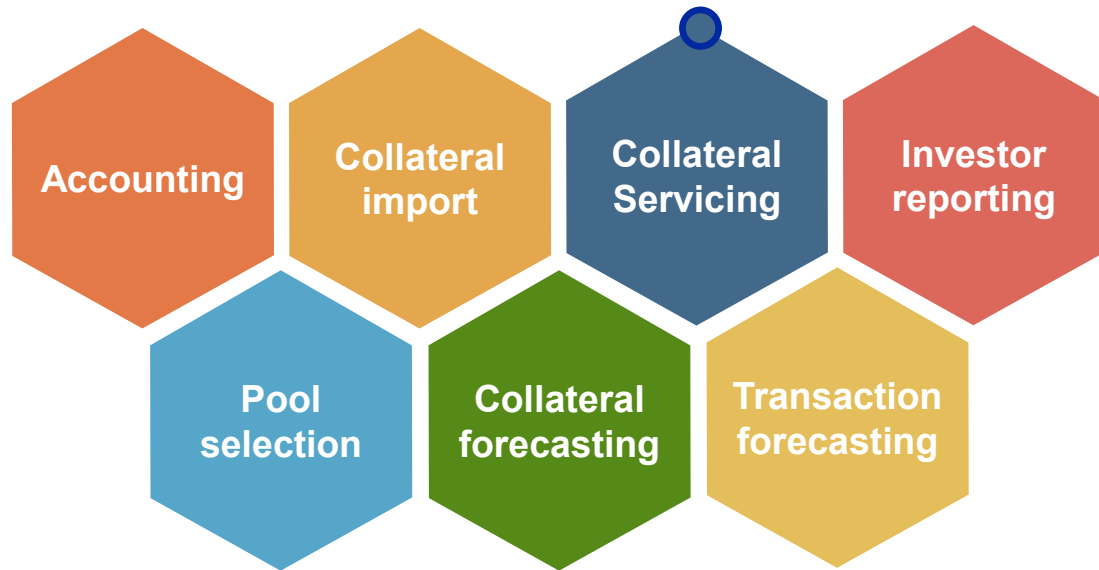 Accounting
Collateral
import
Collateral
Servicing
Investor
reporting
Pool
selection
Collateral
forecasting
Transaction
forecasting